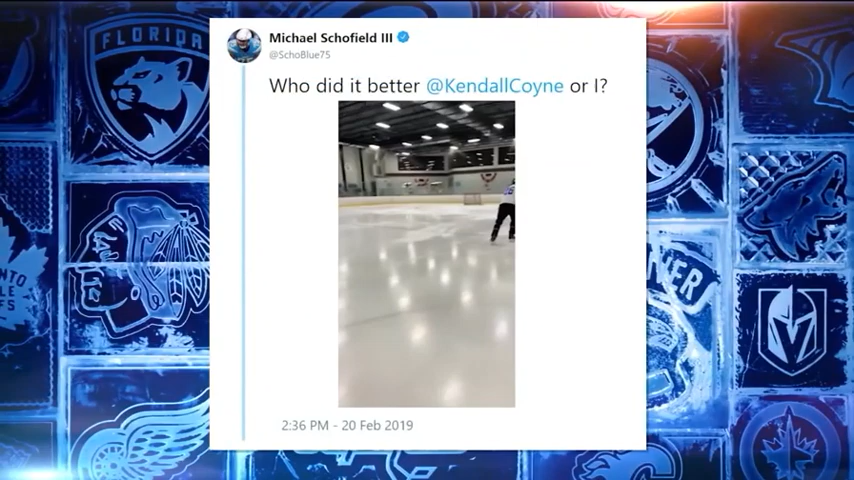 Michael Schofield III
@SchoBlue75
Who did it better @KendallCoyne or I?
2:36 PM - 20 Feb 2019
FLORIDA